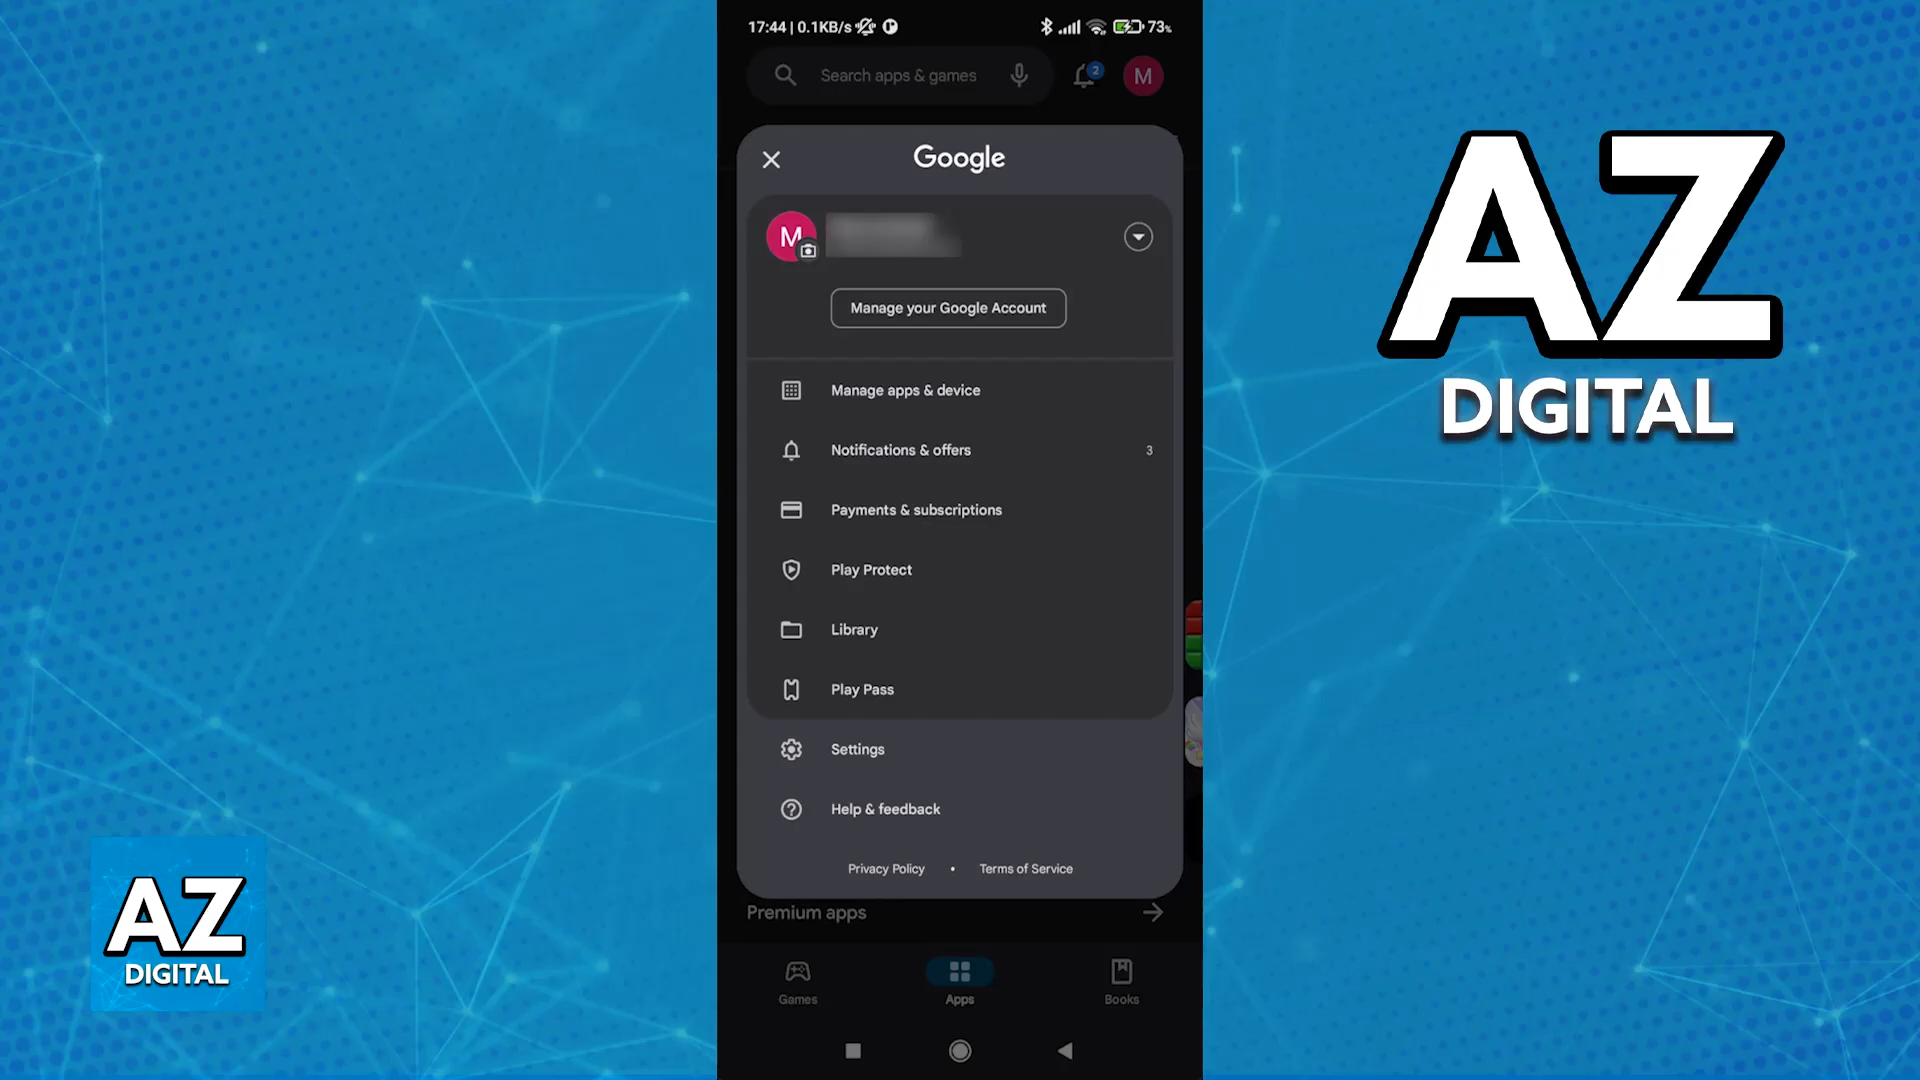 17:44 | 0.1KB/s
73%
Search apps & games
2
M
Google
M
Manage your Google Account
Manage apps & device
Notifications & offers
3
Payments & subscriptions
Play Protect
Library
Play Pass
Settings
Help & feedback
Privacy Policy • Terms of Service
Premium apps
Games
Apps
Books
AZ
DIGITAL
AZ
DIGITAL